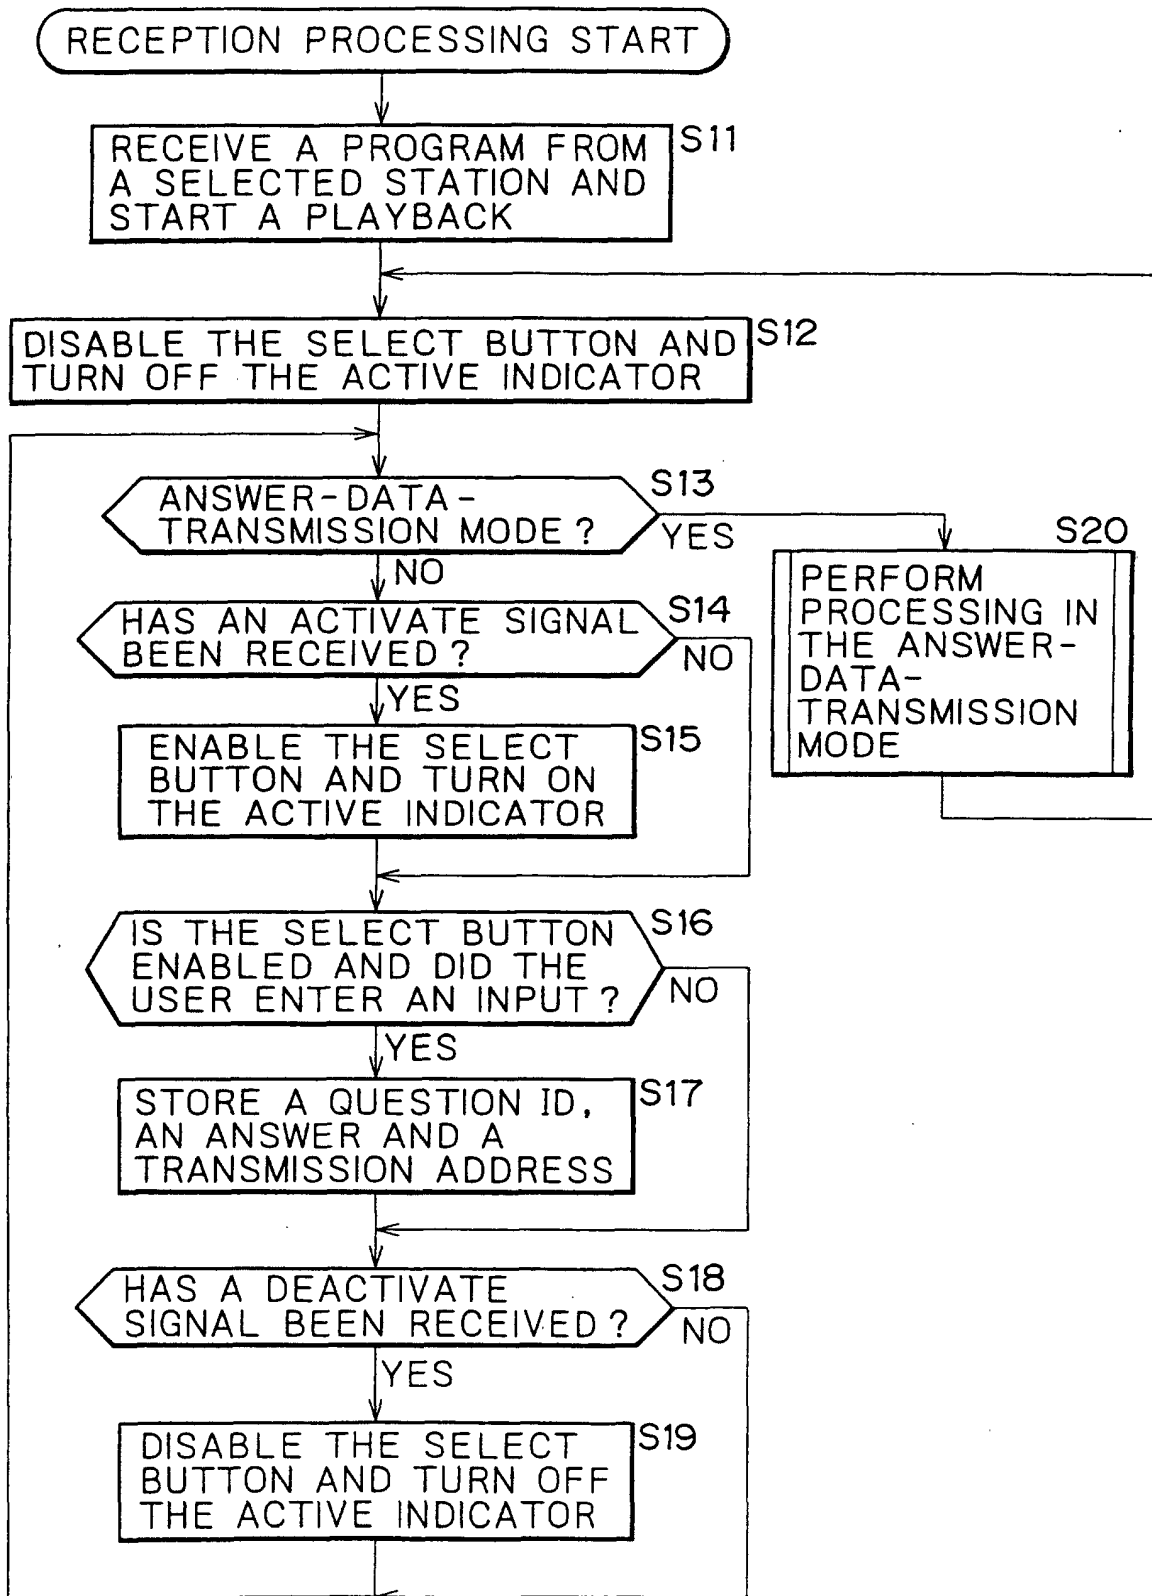 RECEPTION PROCESSING START
S11
RECEIVE A PROGRAM FROM
A SELECTED STATION AND
START A PLAYBACK
S12
DISABLE THE SELECT BUTTON AND
TURN OFF THE ACTIVE INDICATOR
S13
ANSWER-DATA-
TRANSMISSION MODE?
YES
NO
S20
PERFORM
PROCESSING IN
THE ANSWER-
DATA-
TRANSMISSION
MODE
S14
HAS AN ACTIVATE SIGNAL
BEEN RECEIVED?
NO
YES
S15
ENABLE THE SELECT
BUTTON AND TURN ON
THE ACTIVE INDICATOR
S16
IS THE SELECT BUTTON
ENABLED AND DID THE
USER ENTER AN INPUT?
NO
YES
S17
STORE A QUESTION ID,
AN ANSWER AND A
TRANSMISSION ADDRESS
S18
HAS A DEACTIVATE
SIGNAL BEEN RECEIVED?
NO
YES
S19
DISABLE THE SELECT
BUTTON AND TURN OFF
THE ACTIVE INDICATOR